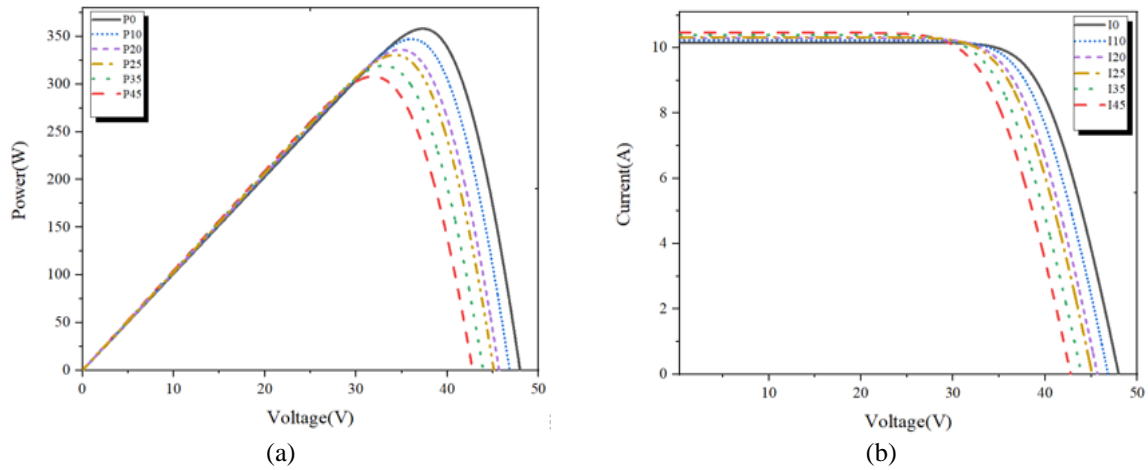 P0
P10
P20
P25
P35
P45
350
300
250
200
150
100
50
0
Power(W)
0 10 20 30 40 50
Voltage(V)
(a)
I0
I10
I20
I25
I35
I45
10
8
6
4
2
0
Current(A)
10 20 30 40 50
Voltage(V)
(b)